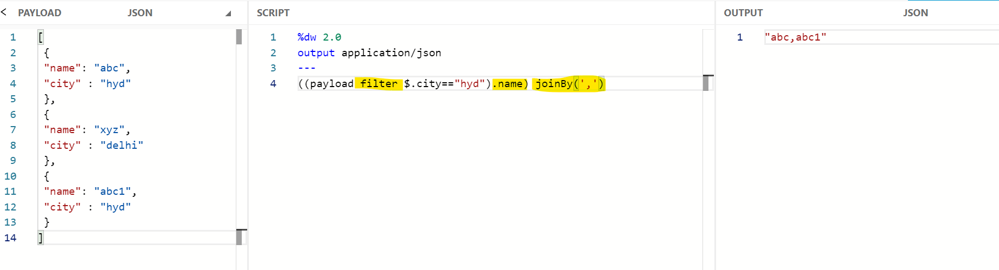 < PAYLOAD JSON
1 [
2 {
3 "name": "abc",
4 "city" : "hyd"
5 },
6 {
7 "name": "xyz",
8 "city" : "delhi"
9 },
10 {
11 "name": "abc1",
12 "city" : "hyd"
13 }
14 ]
SCRIPT
1 %dw 2.0
2 output application/json
3 ---
4 ((payload filter $.city=="hyd").name) joinBy(',')
OUTPUT JSON
1 "abc,abc1"